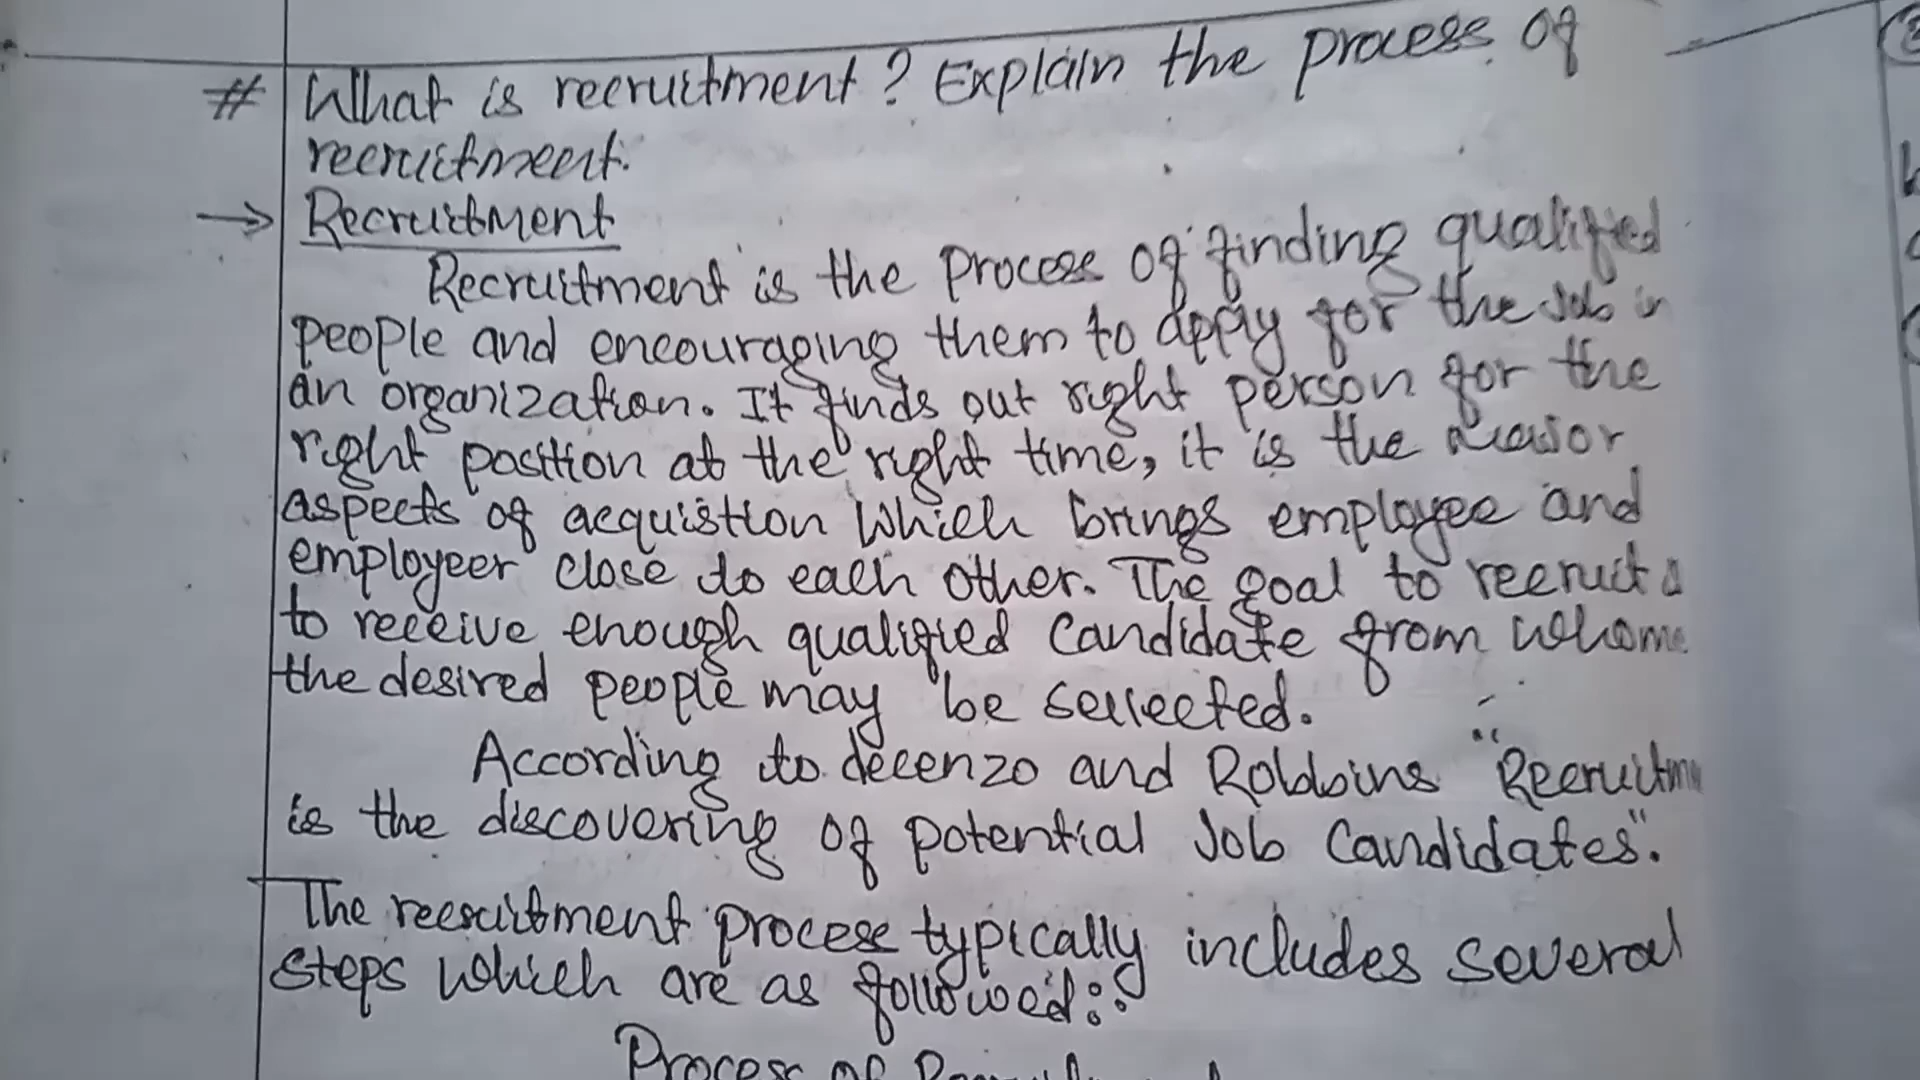 # What is recruitment? Explain the process of
recruitment.
→ Recruitment
Recruitment is the process of finding qualified
people and encouraging them to apply for the Job in
an organization. It finds out right person for the
right position at the right time, it is the major
aspects of acquistion which brings employee and
employeer close to each other. The goal to recruit
to receive enough qualified candidate from whome
the desired people may be sellected.
According to decenzo and Robbins "Recruitm
is the discovering of potential Job Candidates".
The recruitment process typically includes several
steps which are as followed:
Process of